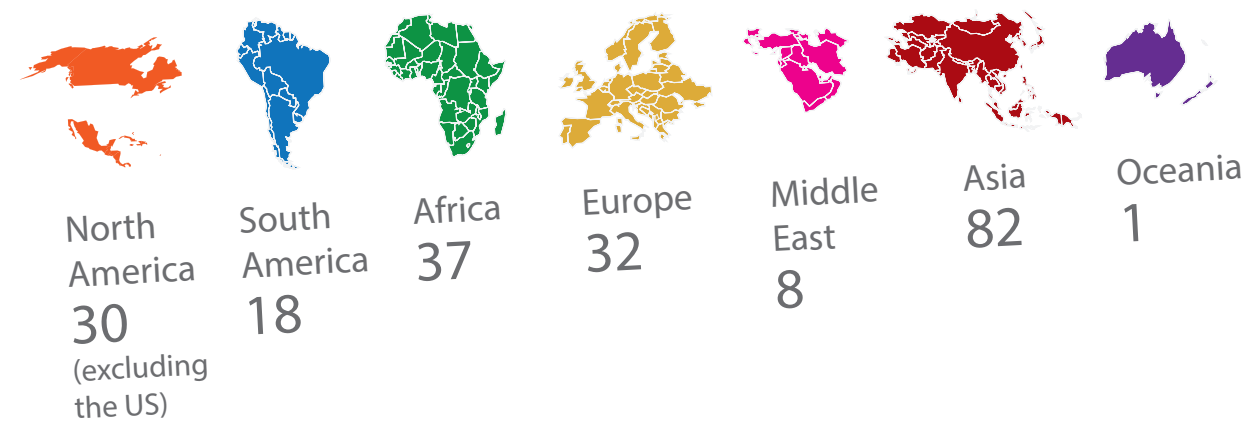 North
America
30
(excluding
the US)
South
America
18
Africa
37
Europe
32
Middle
East
8
Asia
82
Oceania
1